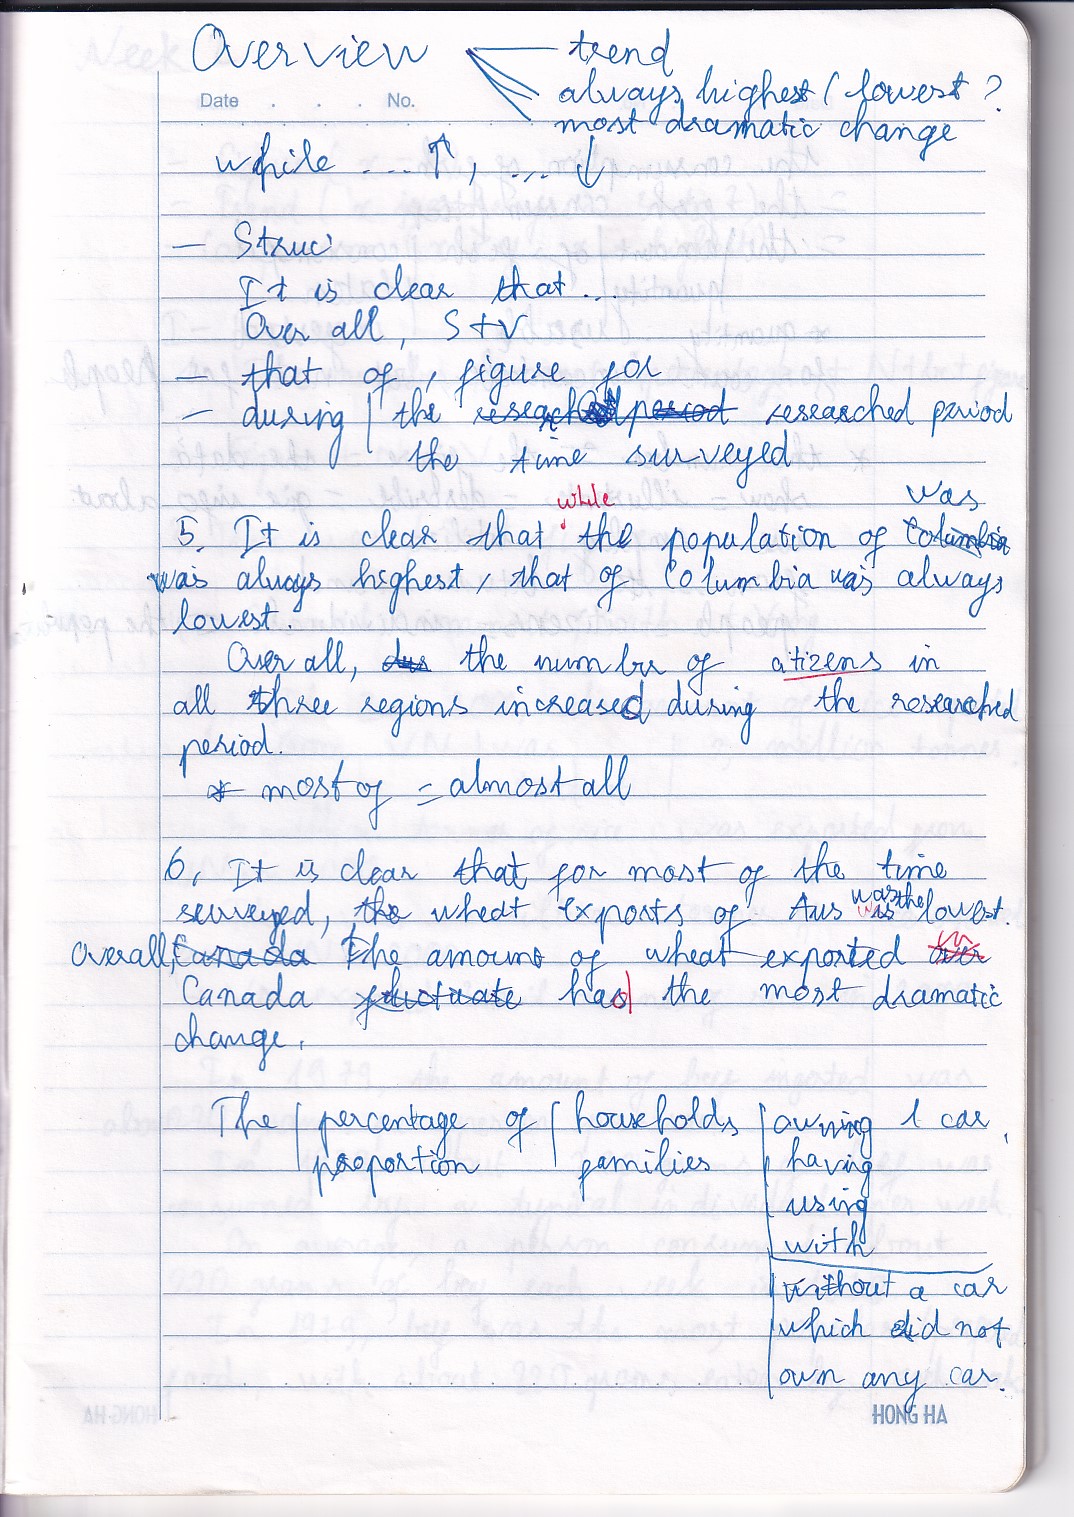 Overview
trend
always highest / lowest ?
most dramatic change
Date . . . No.
while ....↑, ... ↓
- Struc
It is clear that ...
Over all, S + V
- that of, figure for
- during the researched period researched period
the time surveyed
while was
5. It is clear that the population of Columbia
was always highest, that of Columbia was always
lowest.
Over all, the number of citizens in
all three regions increased during the researched
period.
* most of = almost all
6, It is clear that for most of the time
surveyed, the wheat exports of Aus was the lowest.
Overall, Canada The amount of wheat exported in
Canada fluctuate had the most dramatic
change.
The percentage of households owning 1 car,
proportion families having
using
with
without a car
which did not
own any car.
HONG HA